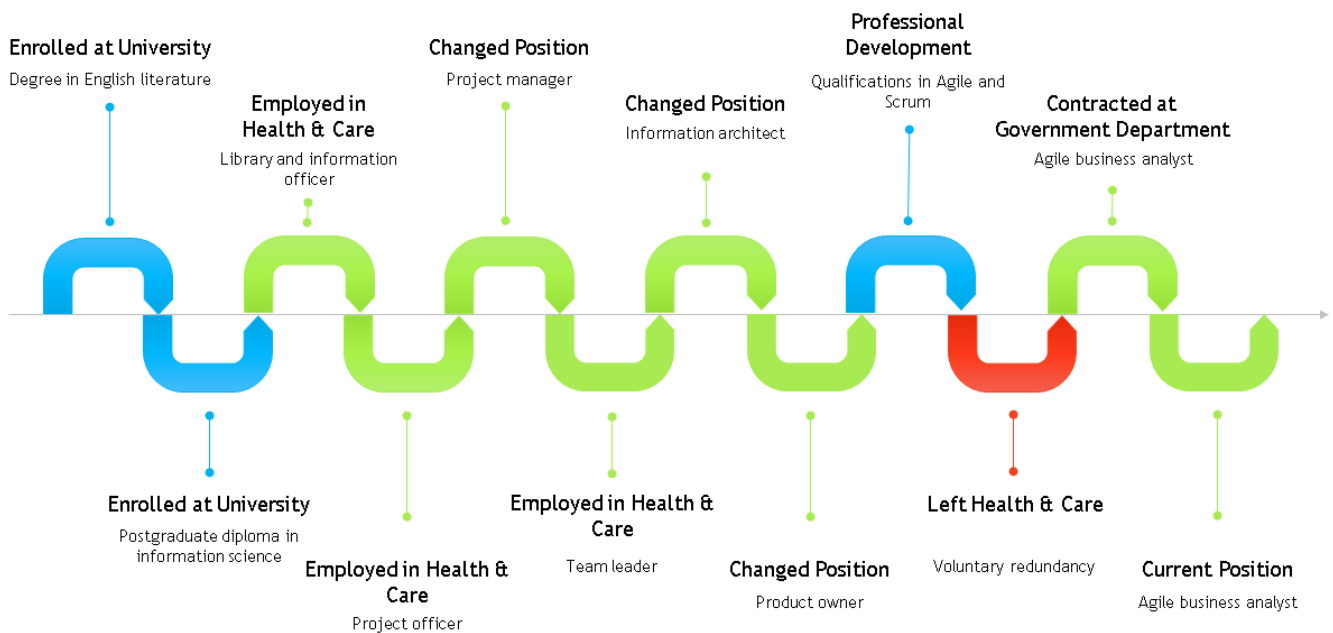 Enrolled at University
Degree in English literature
Enrolled at University
Postgraduate diploma in
information science
Employed in
Health & Care
Library and information
officer
Employed in Health &
Care
Project officer
Changed Position
Project manager
Employed in Health &
Care
Team leader
Changed Position
Information architect
Changed Position
Product owner
Professional
Development
Qualifications in Agile and
Scrum
Left Health & Care
Voluntary redundancy
Contracted at
Government Department
Agile business analyst
Current Position
Agile business analyst